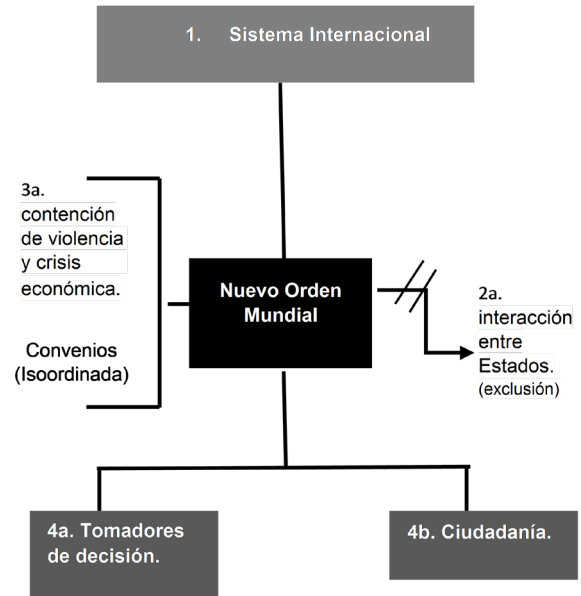 1. Sistema Internacional
3a.
contención
de violencia
y crisis
económica.
Convenios
(Isoordinada)
Nuevo Orden
Mundial
2a.
interacción
entre
Estados.
(exclusión)
4a. Tomadores
de decisión.
4b. Ciudadanía.